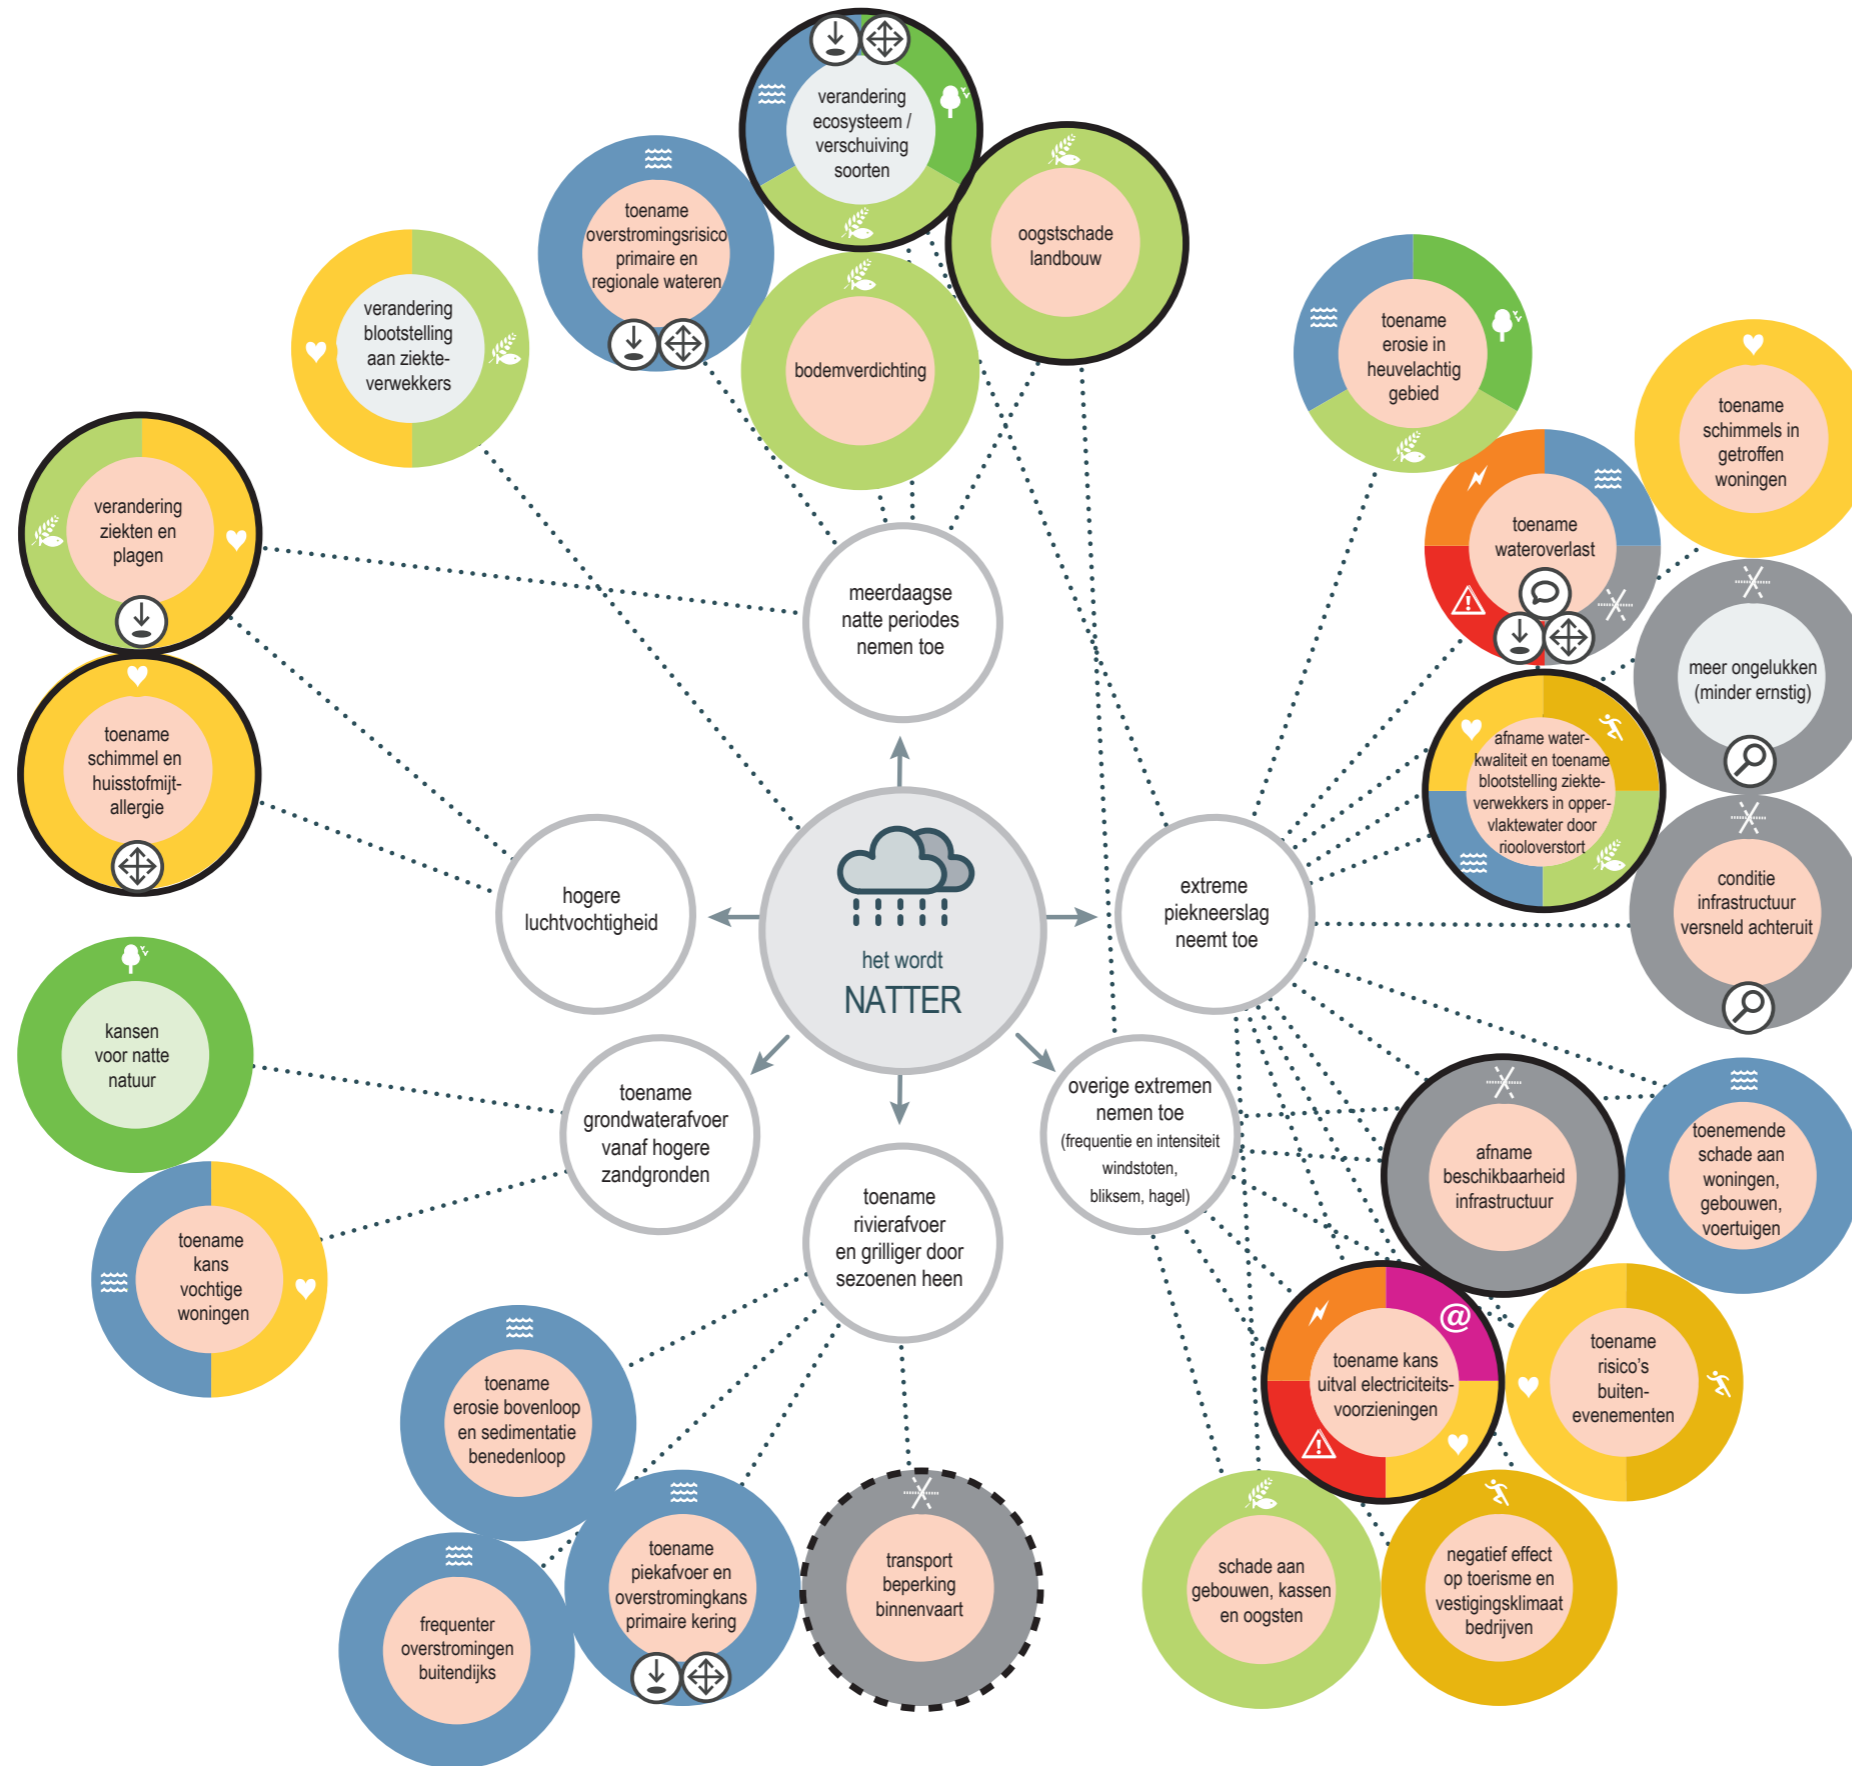 verandering
ecosysteem /
verschuiving
soorten
toename
overstromingsrisico
primaire en
regionale wateren
oogstschade
landbouw
bodemverdichting
verandering
blootstelling
aan ziekte-
verwekkers
verandering
ziekten en
plagen
toename
schimmel en
huisstofmijt-
allergie
meerdaagse
natte periodes
nemen toe
toename
erosie in
heuvelachtig
gebied
toename
schimmels in
getroffen
woningen
toename
wateroverlast
meer ongelukken
(minder ernstig)
afname water-
kwaliteit en toename
blootstelling ziekte-
verwekkers in opper-
vlaktewater door
riooloverstort
conditie
infrastructuur
versneld achteruit
hogere
luchtvochtigheid
het wordt
NATTER
extreme
piekneerslag
neemt toe
kansen
voor natte
natuur
toename
grondwaterafvoer
vanaf hogere
zandgronden
overige extremen
nemen toe
(frequentie en intensiteit
windstoten,
bliksem, hagel)
afname
beschikbaarheid
infrastructuur
toenemende
schade aan
woningen,
gebouwen,
voertuigen
toename
kans
vochtige
woningen
toename
rivierafvoer
en grilliger door
sezoenen heen
@
toename kans
uitval electriciteits-
voorzieningen
toename
risico's
buiten-
evenementen
toename
erosie bovenloop
en sedimentatie
benedenloop
frequenter
overstromingen
buitendijks
toename
piekafvoer en
overstromingkans
primaire kering
transport
beperking
binnenvaart
schade aan
gebouwen, kassen
en oogsten
negatief effect
op toerisme en
vestigingsklimaat
bedrijven